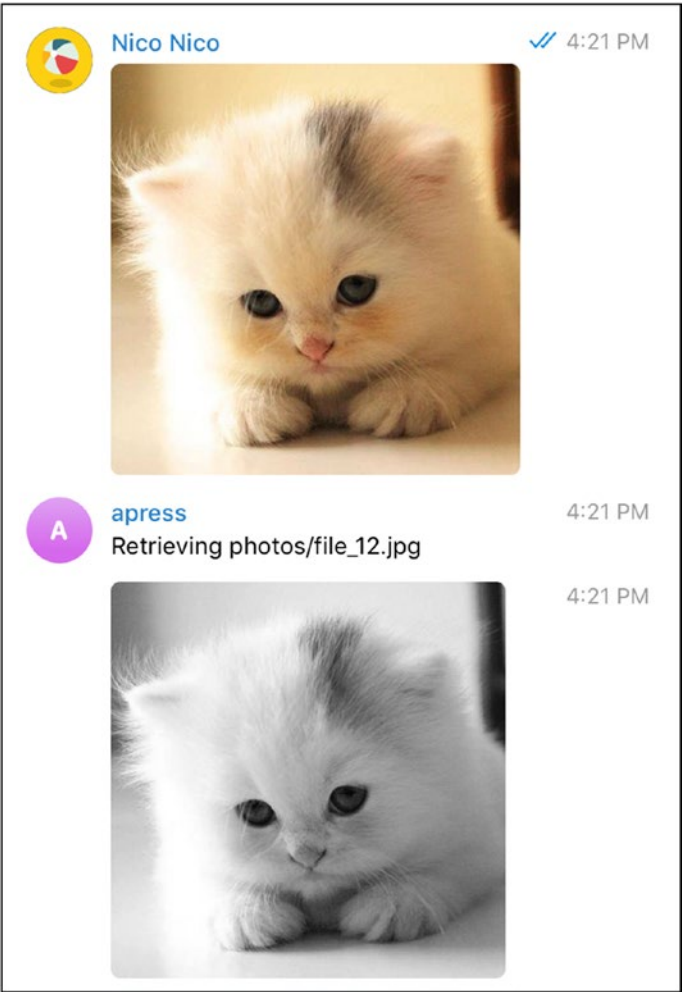 Nico Nico 4:21 PM
A
apress 4:21 PM
Retrieving photos/file_12.jpg
4:21 PM